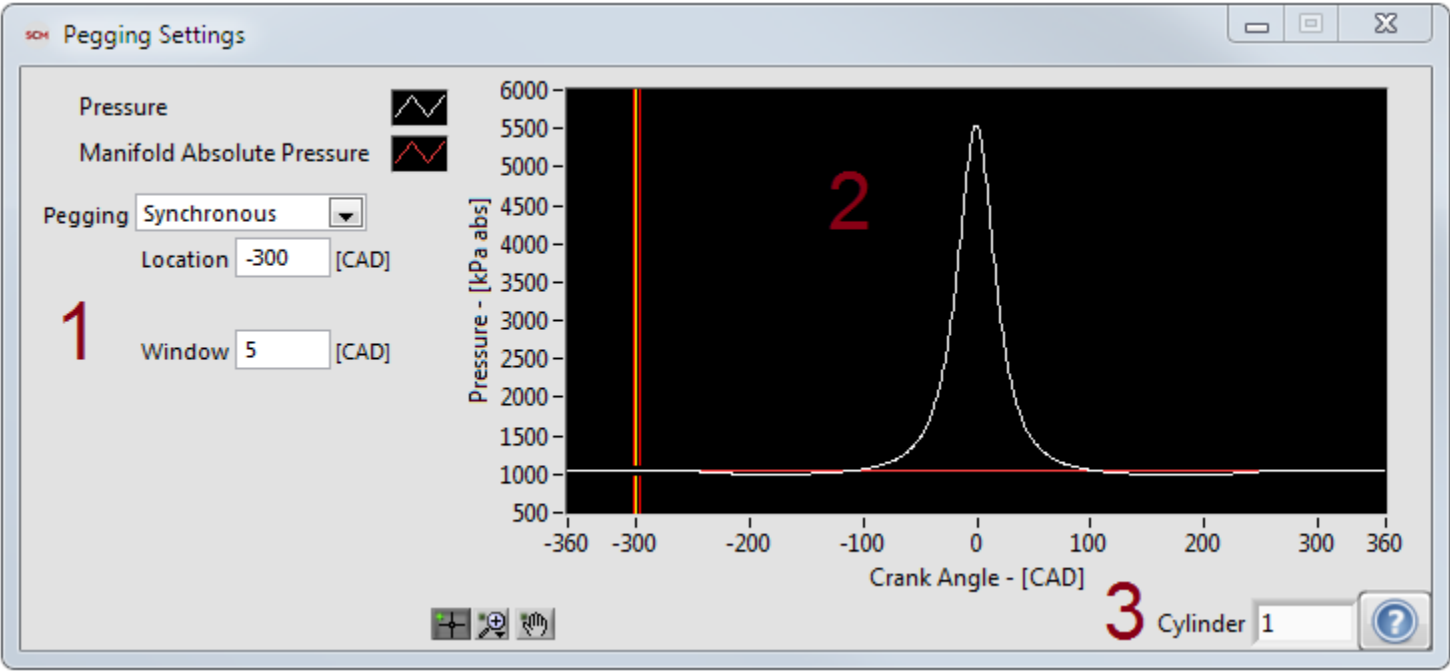 SCM Pegging Settings
Pressure
Manifold Absolute Pressure
Pegging Synchronous
Location -300 [CAD]
1
Window 5 [CAD]
Pressure - [kPa abs]
6000
5500
5000
4500
4000
3500
3000
2500
2000
1500
1000
500
2
-360 -300 -200 -100 0 100 200 300 360
Crank Angle - [CAD]
3 Cylinder 1 ?